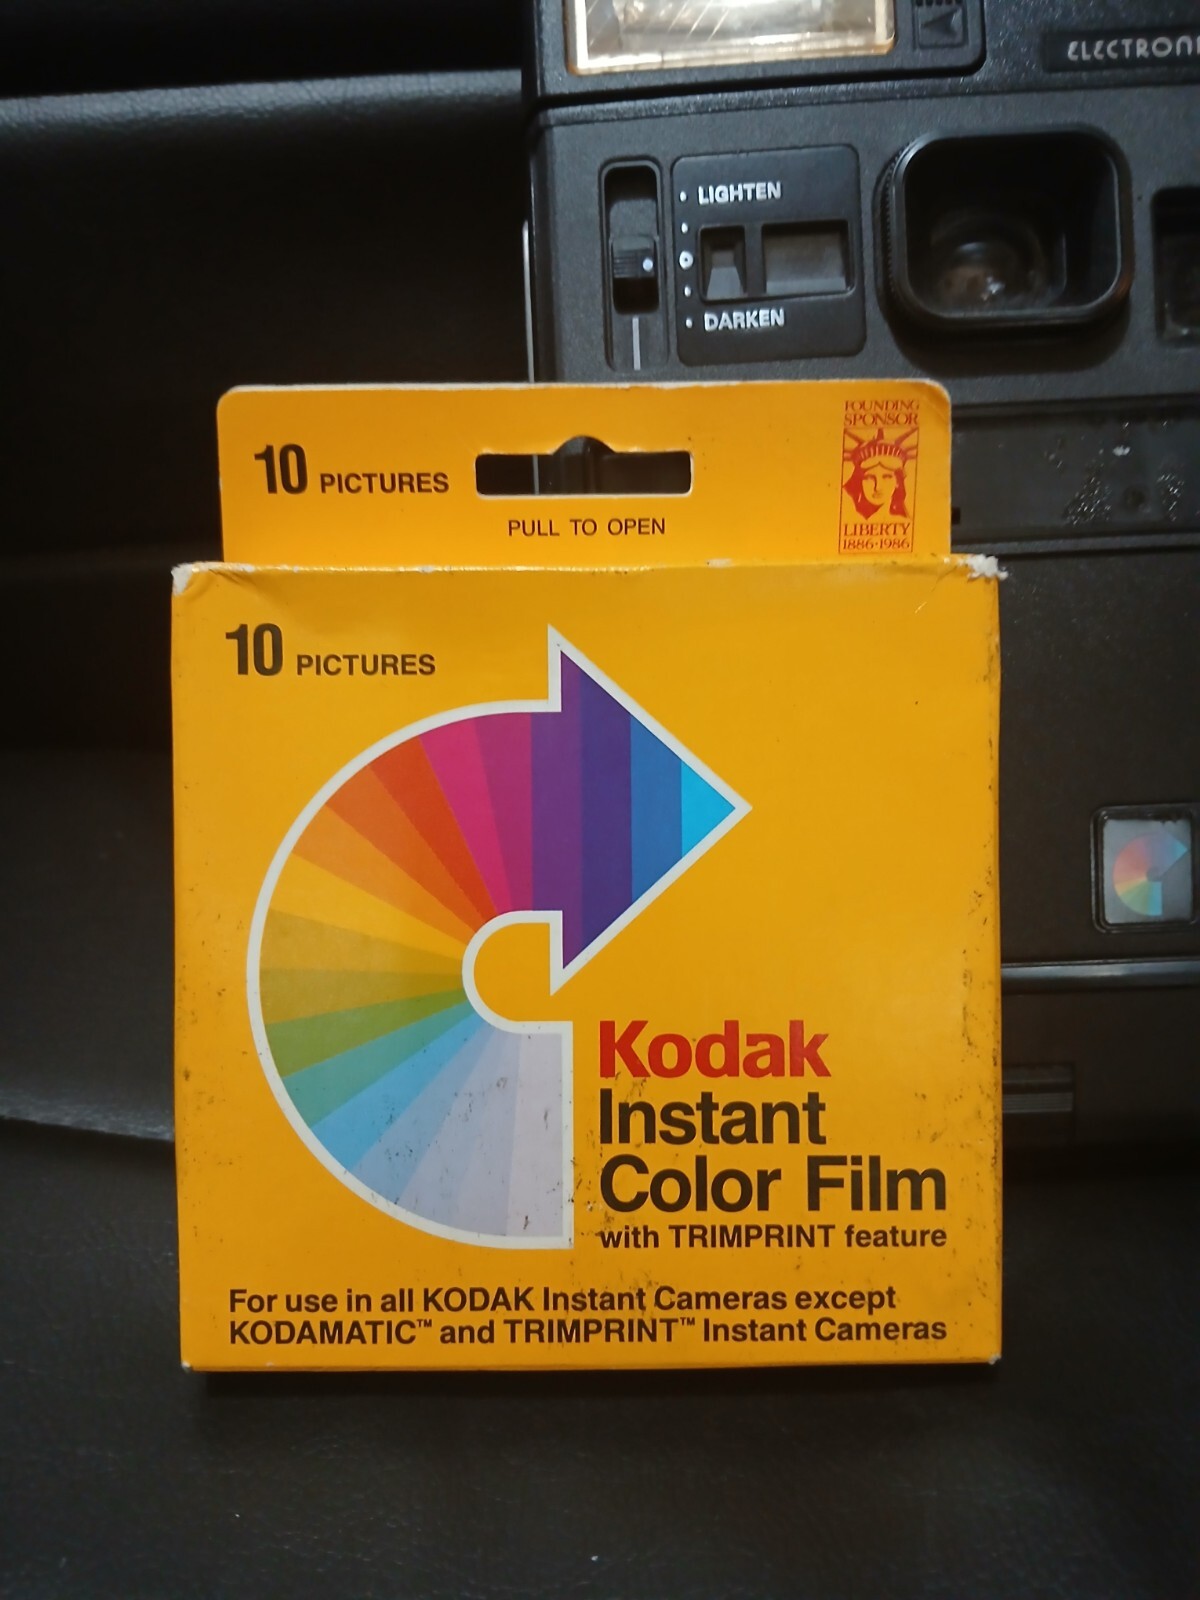 LIGHTEN
DARKEN
10 PICTURES
PULL TO OPEN
FOUNDING
SPONSOR
LIBERTY
1886-1986
10 PICTURES
Kodak
Instant
Color Film
with TRIMPRINT feature
For use in all KODAK Instant Cameras except
KODAMATIC™ and TRIMPRINT™ Instant Cameras